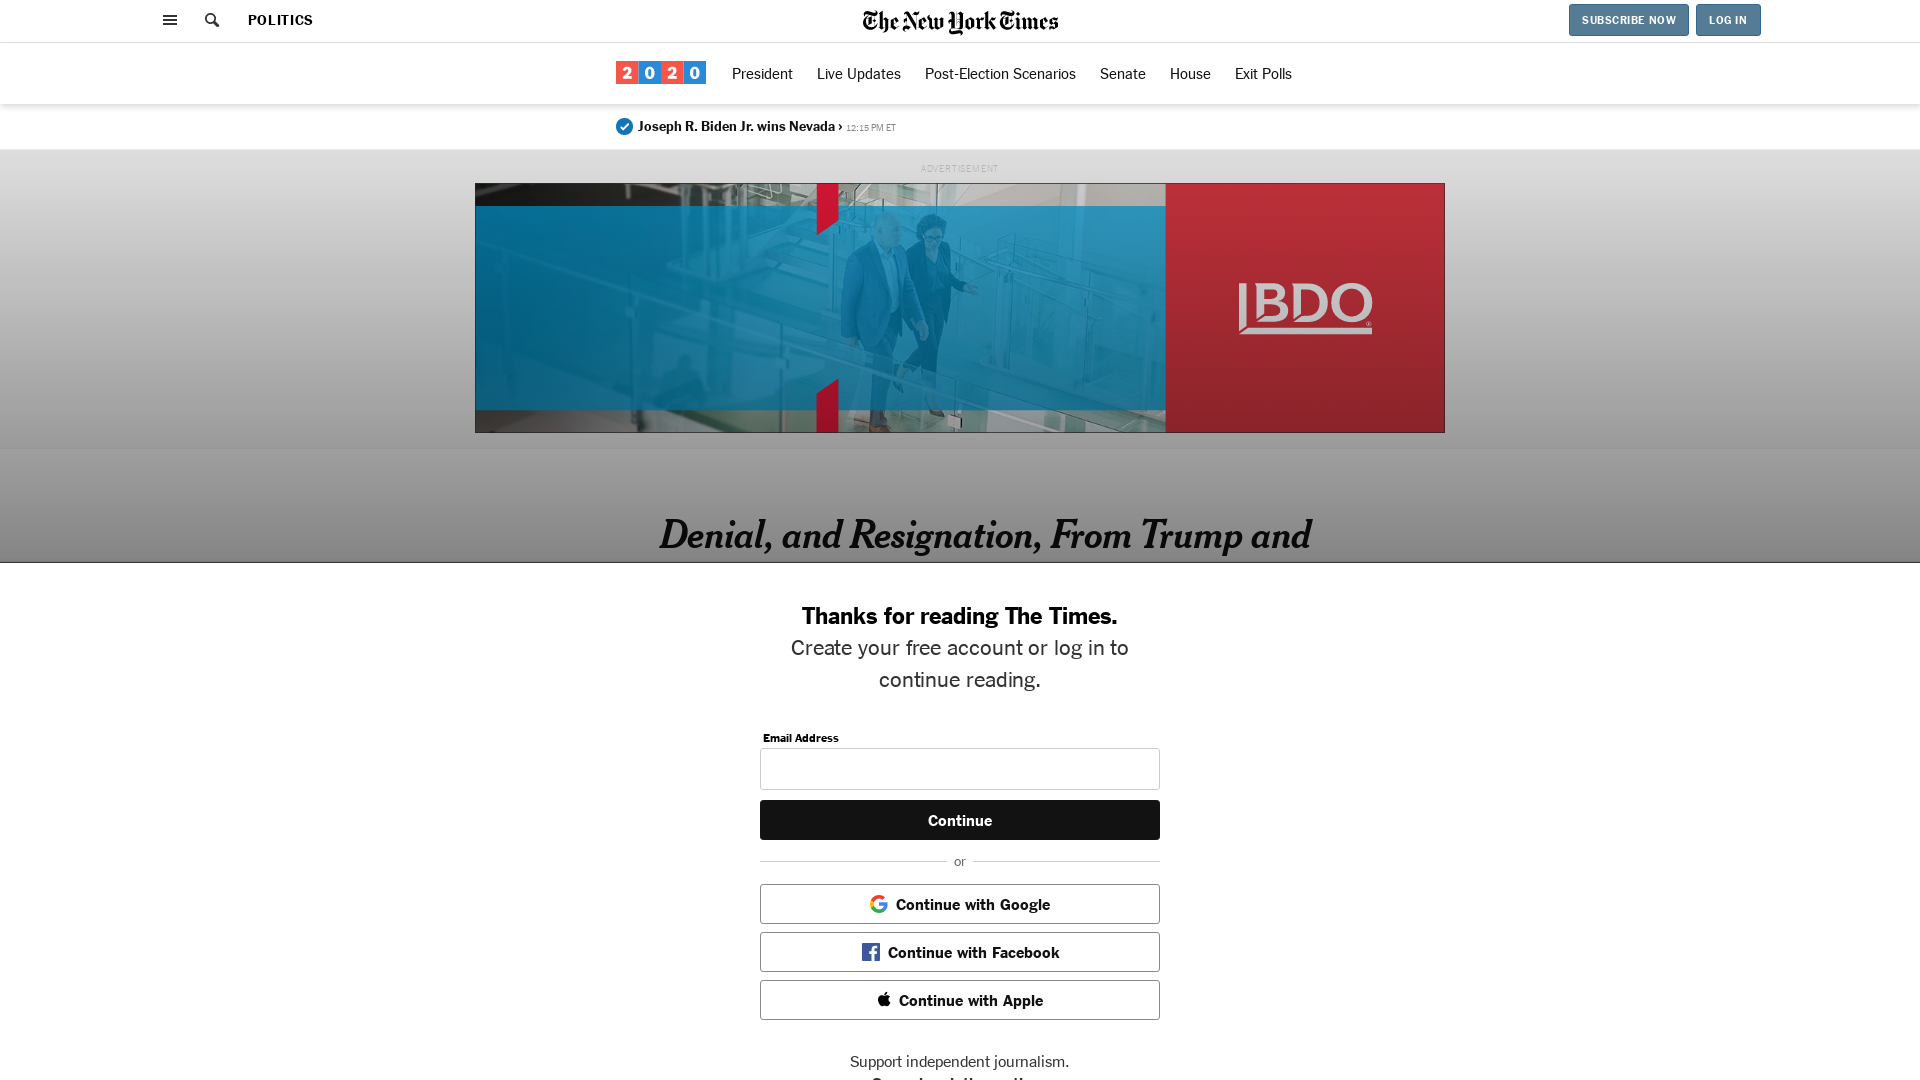 POLITICS
The New York Times
SUBSCRIBE NOW
LOG IN
2020
President
Live Updates
Post-Election Scenarios
Senate
House
Exit Polls
Joseph R. Biden Jr. wins Nevada › 12:15 PM ET
ADVERTISEMENT
BDO
Denial, and Resignation, From Trump and
Thanks for reading The Times.
Create your free account or log in to
continue reading.
Email Address
Continue
or
Continue with Google
Continue with Facebook
Continue with Apple
Support independent journalism.